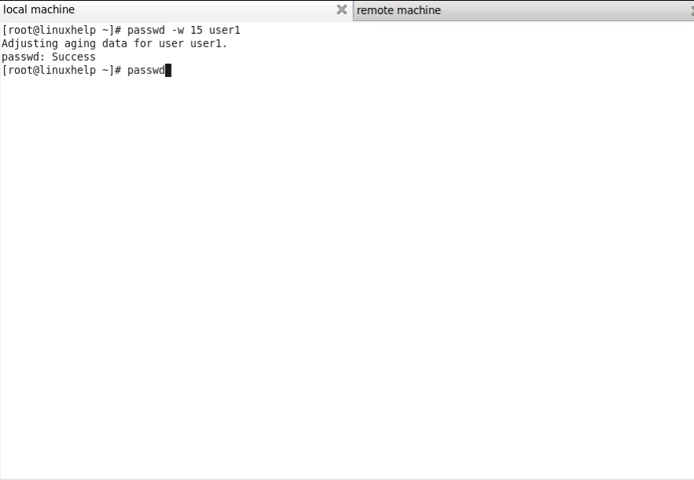 local machine
remote machine
[root@linuxhelp ~]# passwd -w 15 user1
Adjusting aging data for user user1.
passwd: Success
[root@linuxhelp ~]# passwd